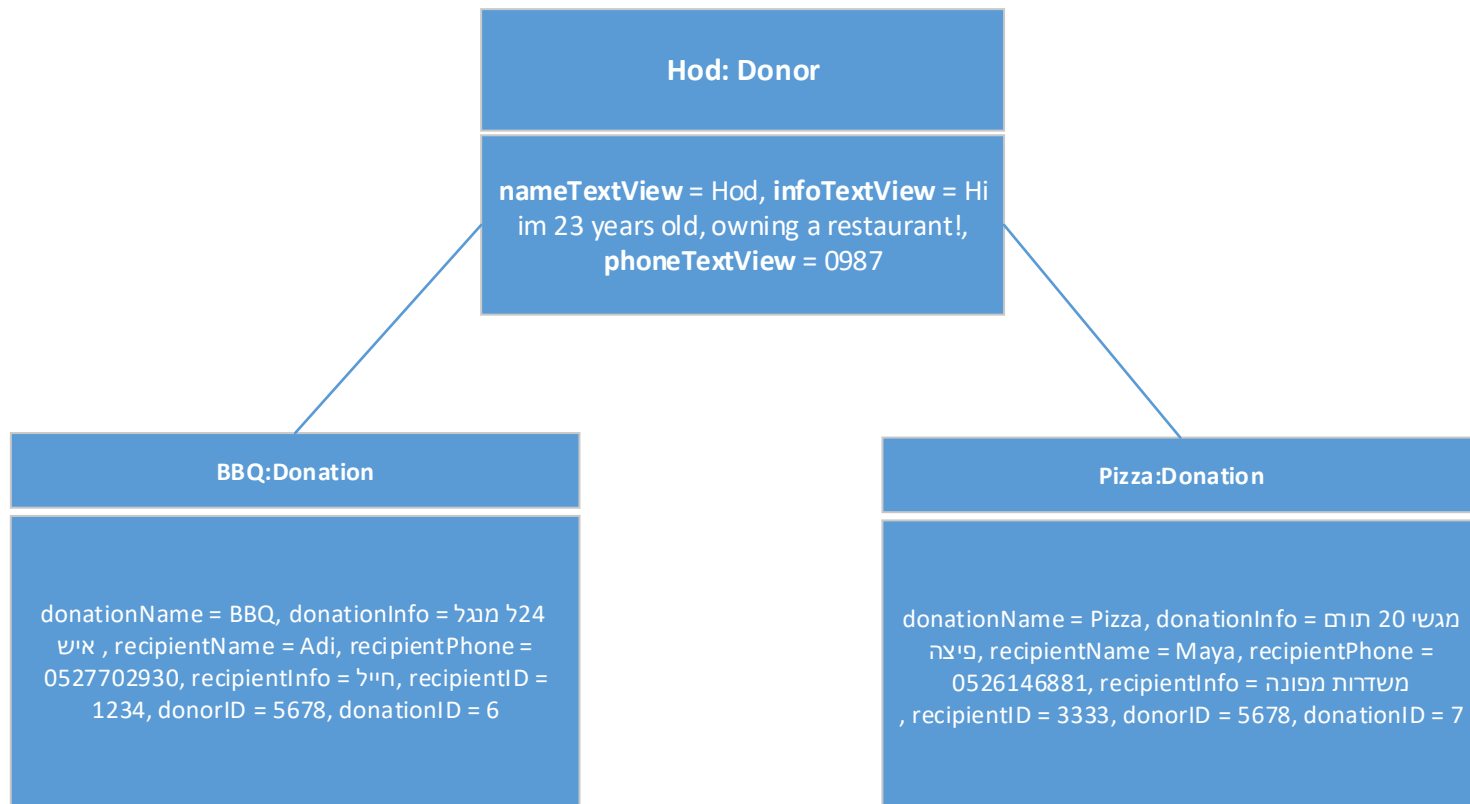 Hod: Donor
nameTextView = Hod, infoTextView = Hi
im 23 years old, owning a restaurant!,
phoneTextView = 0987
BBQ:Donation
donationName = BBQ, donationInfo = מנגל ל24
איש , recipientName = Adi, recipientPhone =
0527702930, recipientInfo = חייל, recipientID =
1234, donorID = 5678, donationID = 6
Pizza:Donation
donationName = Pizza, donationInfo = תורם 20 מגשי
פיצה, recipientName = Maya, recipientPhone =
0526146881, recipientInfo = מפונה משדרות
, recipientID = 3333, donorID = 5678, donationID = 7